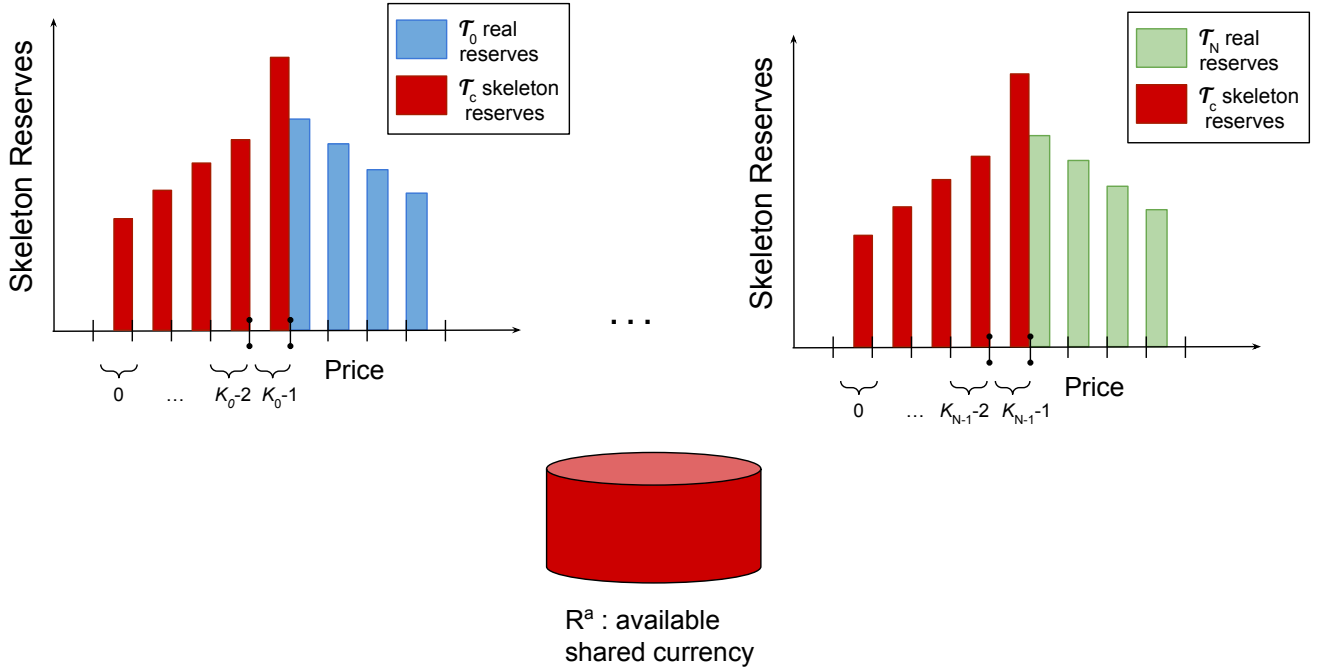 Skeleton Reserves
𝒯0 real
reserves
𝒯c skeleton
reserves
Price
0
...
K0-2
K0-1
...
Skeleton Reserves
𝒯N real
reserves
𝒯c skeleton
reserves
Price
0
...
KN-1-2
KN-1-1
Ra : available
shared currency